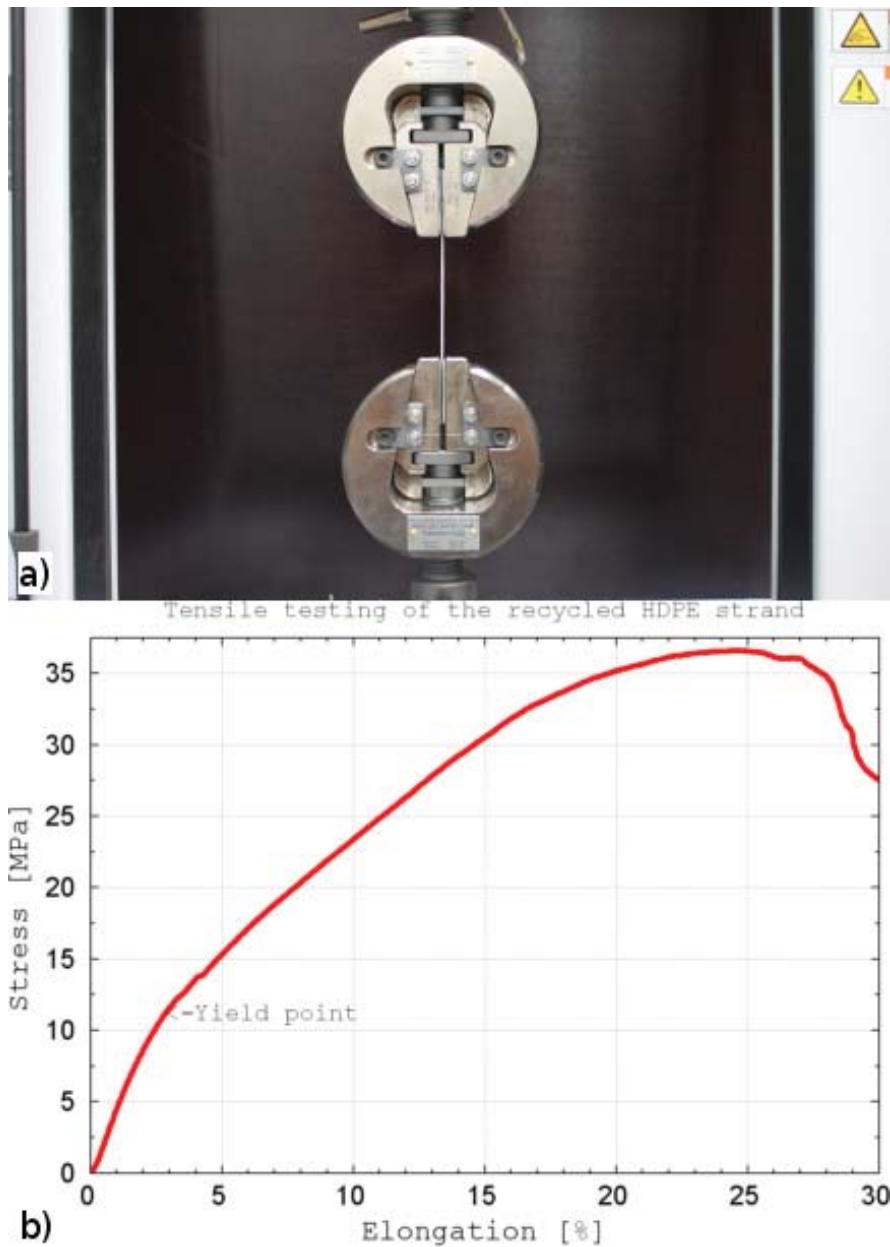 a)
Tensile testing of the recycled HDPE strand
35
30
25
20
15
10
5
0
Stress [MPa]
<-Yield point
0 5 10 15 20 25 30
Elongation [%]
b)